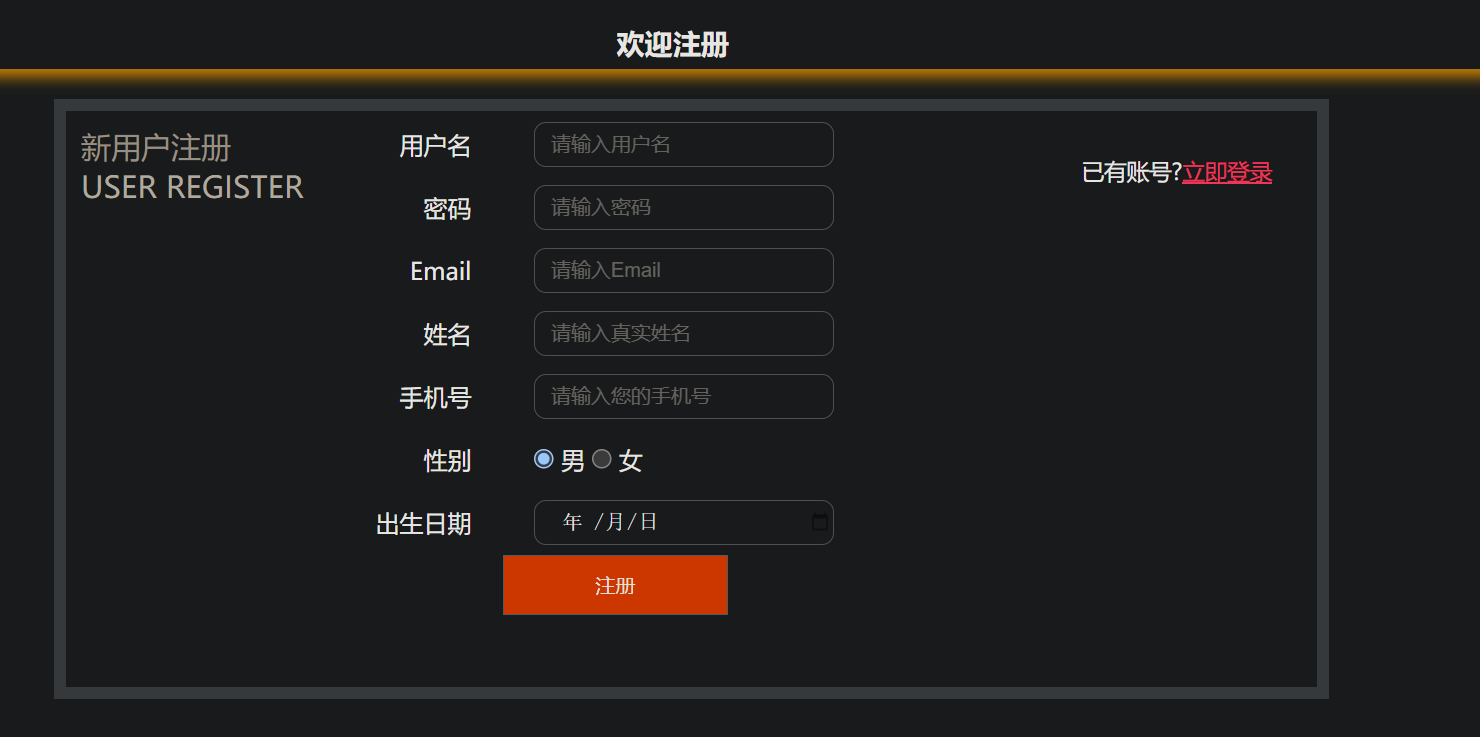 欢迎注册
新用户注册
USER REGISTER
用户名 请输入用户名
已有账号?立即登录
密码 请输入密码
Email 请输入Email
姓名 请输入真实姓名
手机号 请输入您的手机号
性别 男 女
出生日期 年 /月/日
注册